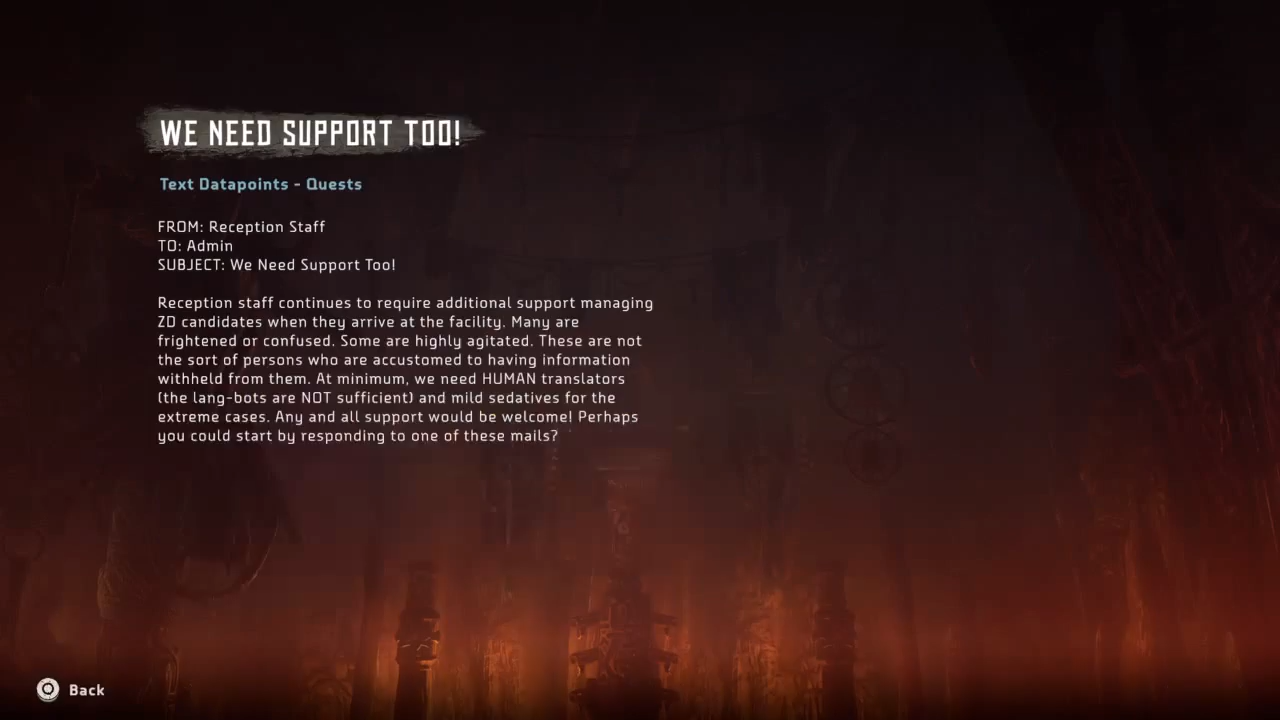 WE NEED SUPPORT TOO!
Text Datapoints - Quests
FROM: Reception Staff
TO: Admin
SUBJECT: We Need Support Too!
Reception staff continues to require additional support managing
ZD candidates when they arrive at the facility. Many are
frightened or confused. Some are highly agitated. These are not
the sort of persons who are accustomed to having information
withheld from them. At minimum, we need HUMAN translators
(the lang-bots are NOT sufficient) and mild sedatives for the
extreme cases. Any and all support would be welcome! Perhaps
you could start by responding to one of these mails?
Back